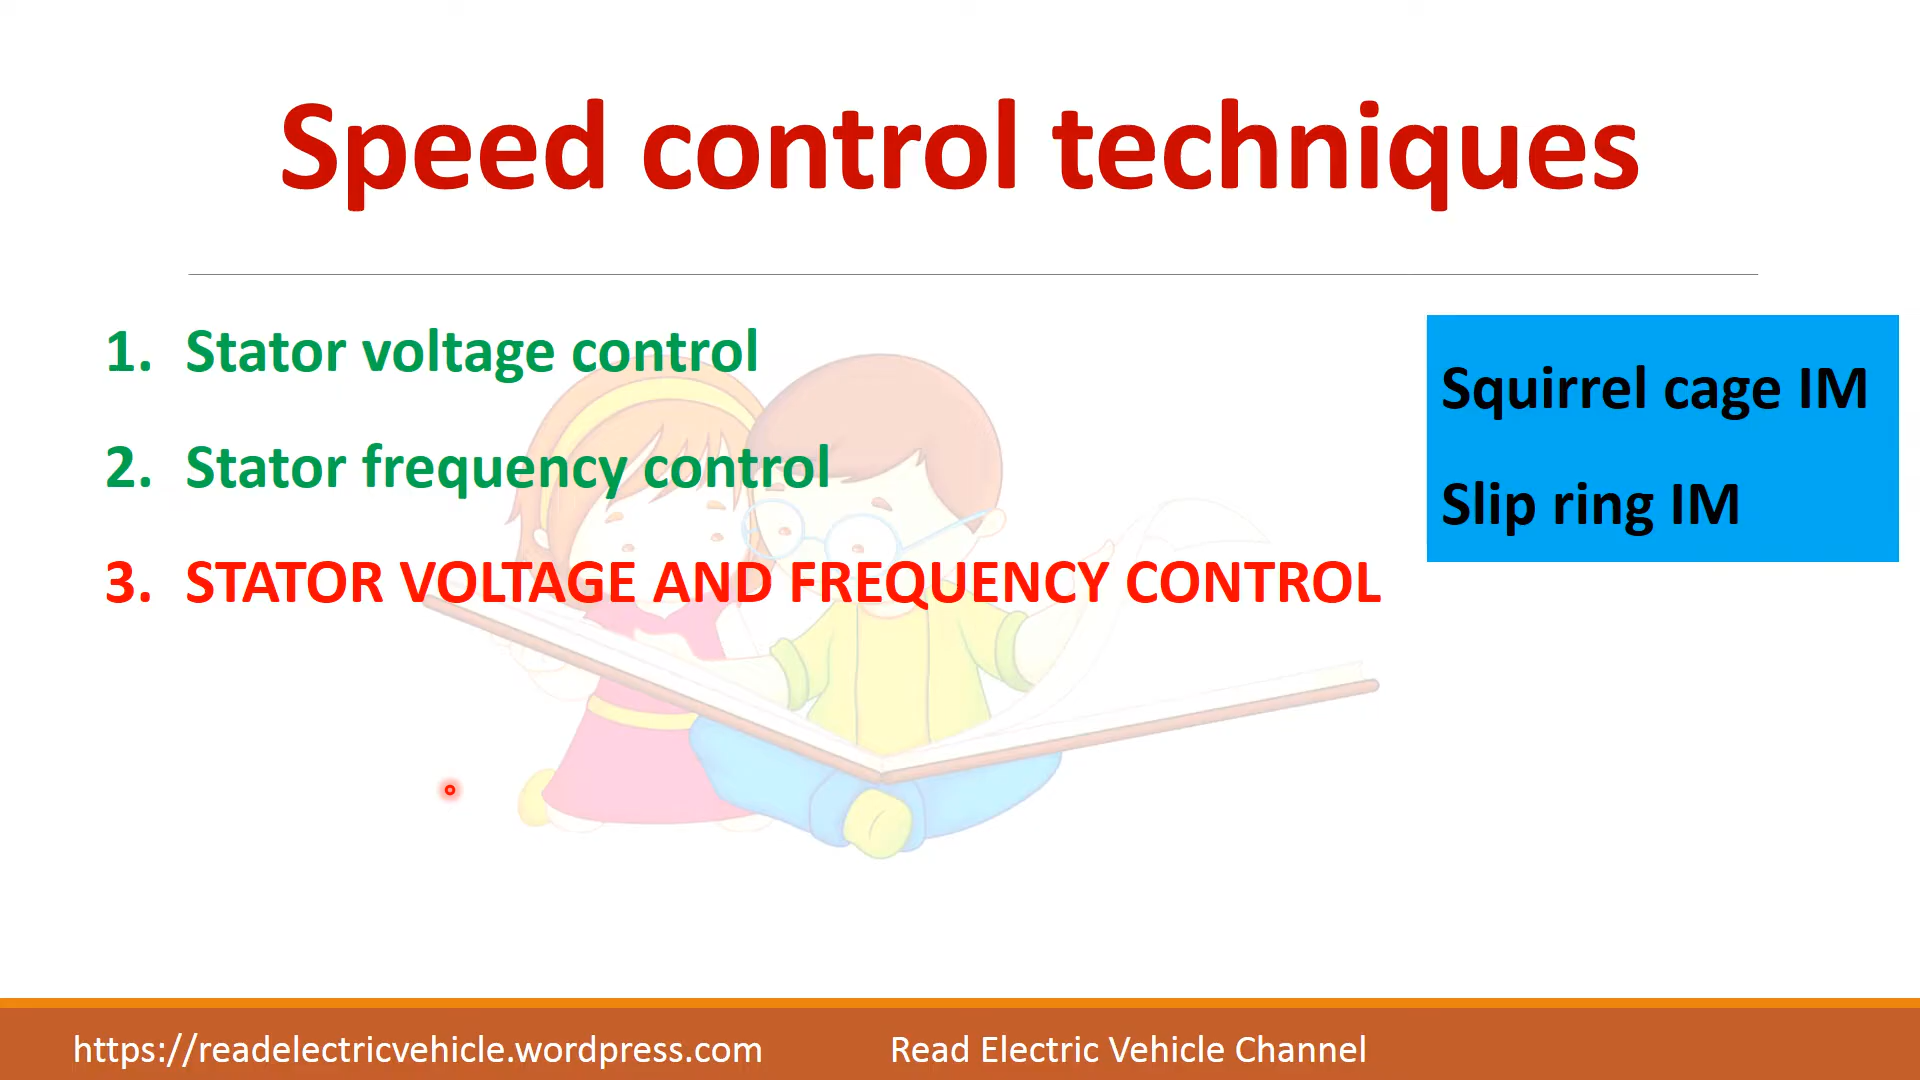 Speed control techniques
1. Stator voltage control
2. Stator frequency control
3. STATOR VOLTAGE AND FREQUENCY CONTROL
Squirrel cage IM
Slip ring IM
https://readelectricvehicle.wordpress.com
Read Electric Vehicle Channel